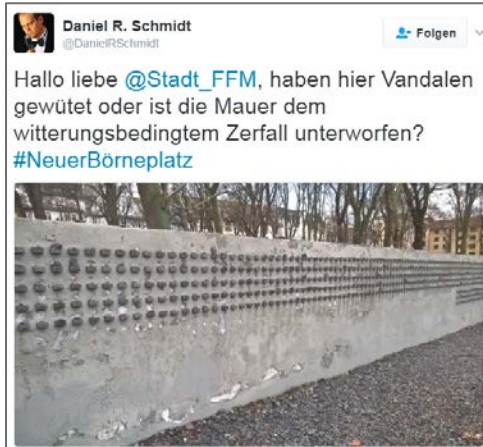 Daniel R. Schmidt
@DanielRSchmidt
Folgen
Hallo liebe @Stadt_FFM, haben hier Vandalen
gewütet oder ist die Mauer dem
witterungsbedingtem Zerfall unterworfen?
#NeuerBörneplatz